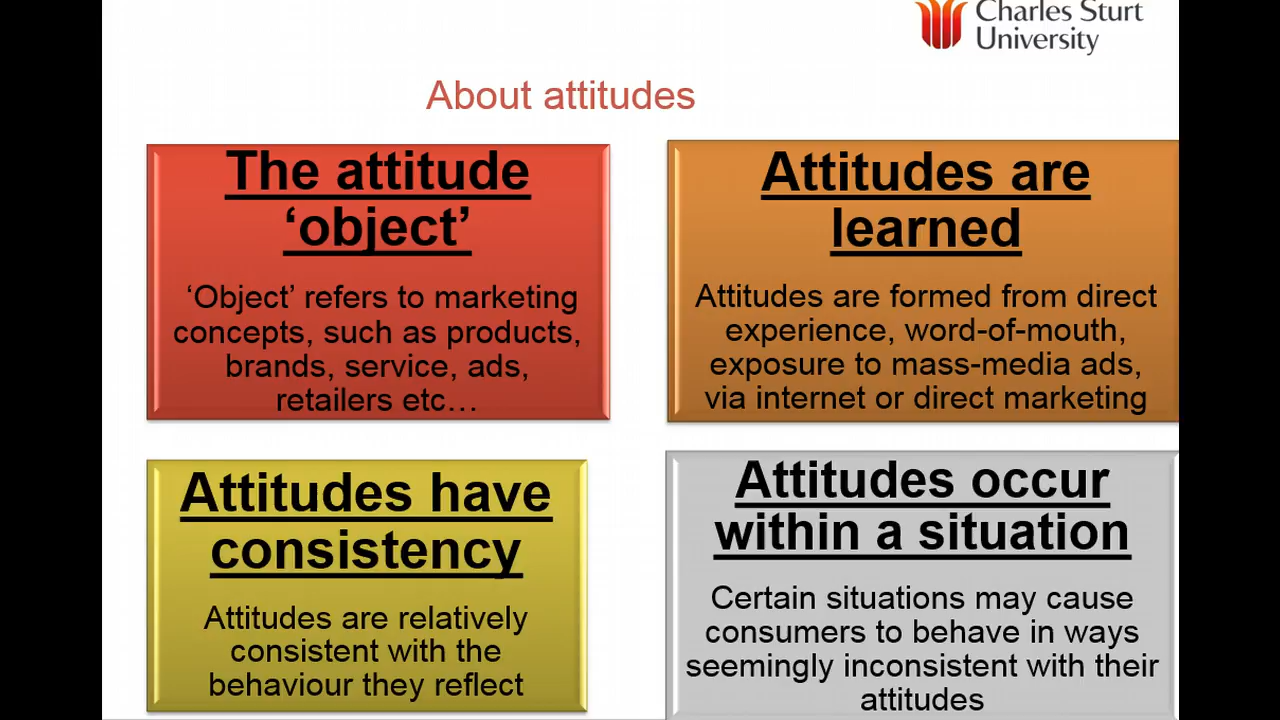 Charles Sturt
University
About attitudes
The attitude
‘object’
‘Object’ refers to marketing
concepts, such as products,
brands, service, ads,
retailers etc…
Attitudes are
learned
Attitudes are formed from direct
experience, word-of-mouth,
exposure to mass-media ads,
via internet or direct marketing
Attitudes have
consistency
Attitudes are relatively
consistent with the
behaviour they reflect
Attitudes occur
within a situation
Certain situations may cause
consumers to behave in ways
seemingly inconsistent with their
attitudes